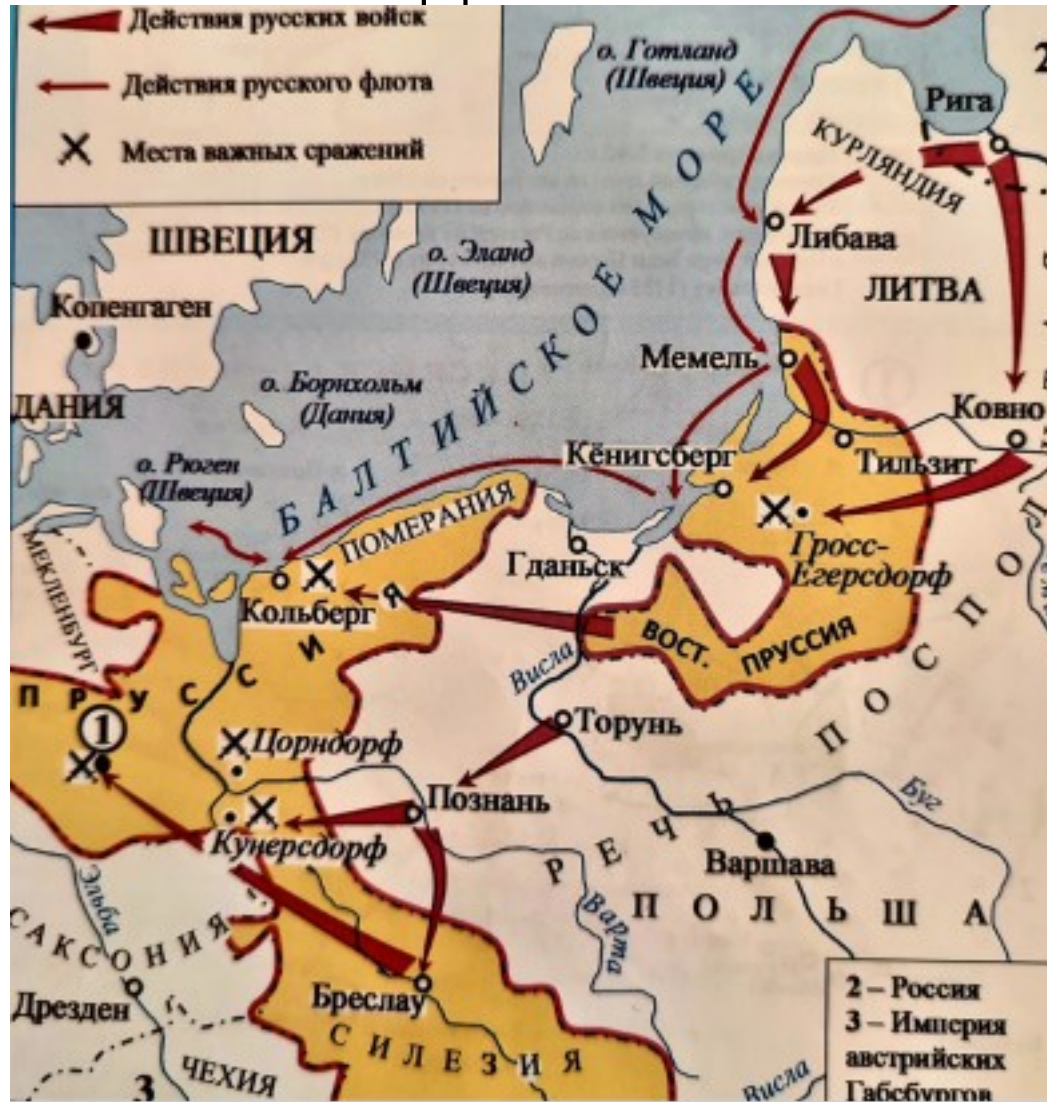 Действия русских войск
Действия русского флота
Места важных сражений
о. Готланд
(Швеция)
2
Рига
КУРЛЯНДИЯ
БАЛТИЙСКОЕ МОРЕ
ШВЕЦИЯ
о. Эланд
(Швеция)
Либава
ЛИТВА
Копенгаген
Мемель
о. Борнхольм
(Дания)
ДАНИЯ
Ковно
Кёнигсберг
Тильзит
о. Рюген
(Швеция)
ПОМЕРАНИЯ
МЕКЛЕНБУРГ
Гданьск
Гросс-
Егерсдорф
Кольберг
ВОСТ. ПРУССИЯ
Висла
ПРУССИЯ
1
Цорндорф
Торунь
РЕЧЬ ПОСПОЛ
Познань
Буг
Кунерсдорф
Варшава
Эльба
Варта
ПОЛЬША
САКСОНИЯ
Дрезден
Бреслау
СИЛЕЗИЯ
ЧЕХИЯ
3
Висла
2 – Россия
3 – Империя
австрийских
Габсбургов